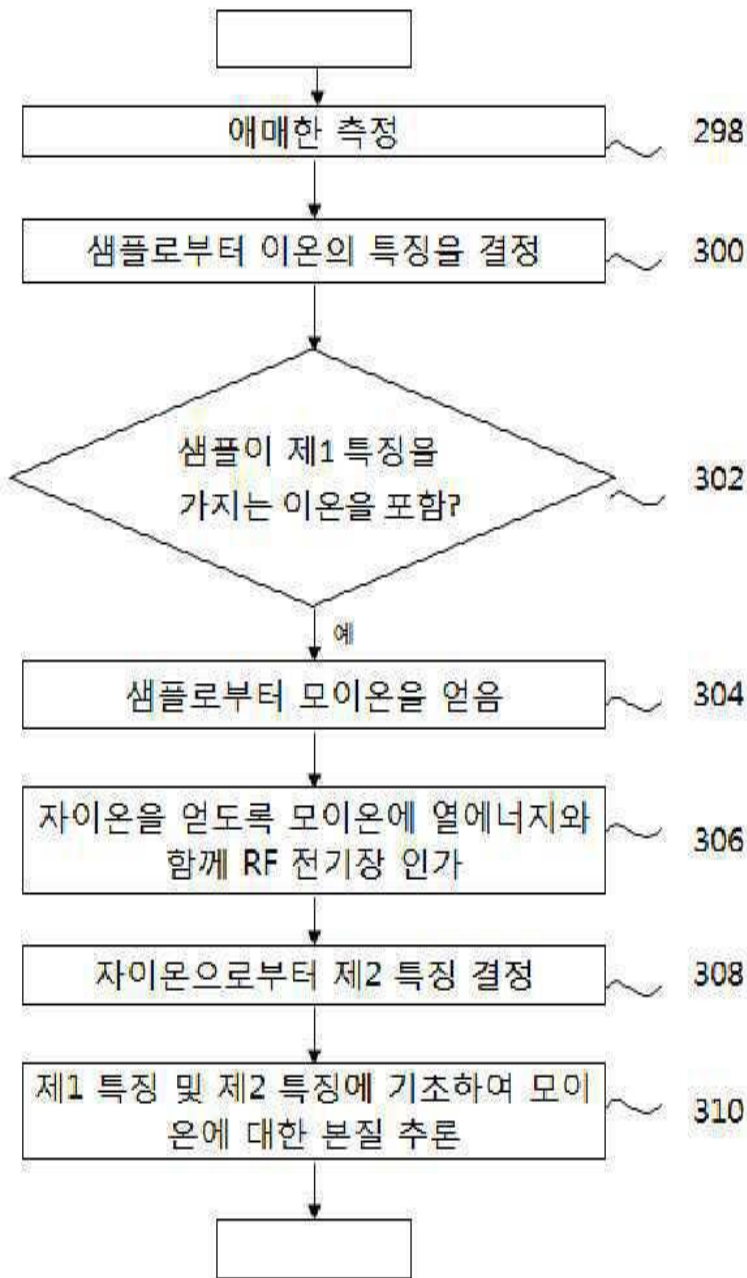 애매한 측정
298
샘플로부터 이온의 특징을 결정
300
샘플이 제1 특징을
가지는 이온을 포함?
302
예
샘플로부터 모이온을 얻음
304
자이온을 얻도록 모이온에 열에너지와
함께 RF 전기장 인가
306
자이온으로부터 제2 특징 결정
308
제1 특징 및 제2 특징에 기초하여 모이
온에 대한 본질 추론
310